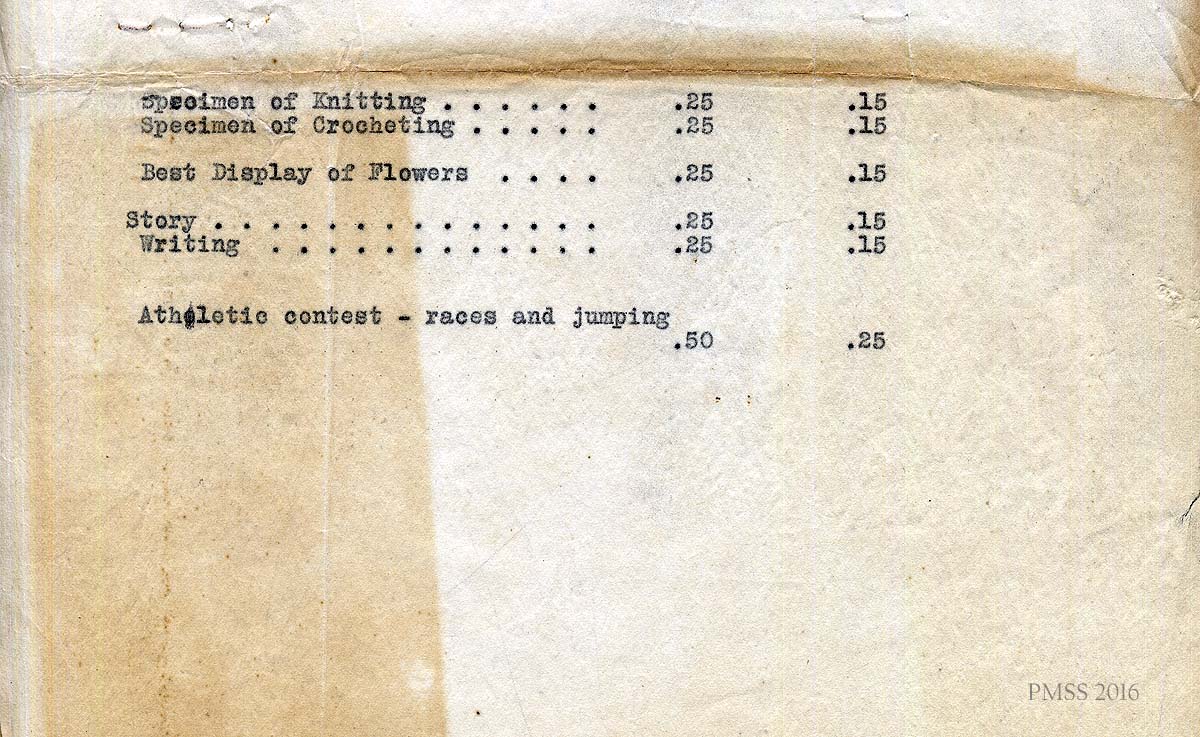 Specimen of Knitting . . . . . . .25 .15
Specimen of Crocheting . . . . . .25 .15
Best Display of Flowers . . . . .25 .15
Story . . . . . . . . . . . . . . .25 .15
Writing . . . . . . . . . . . . .25 .15
Athletic contest - races and jumping
.50 .25
PMSS 2016